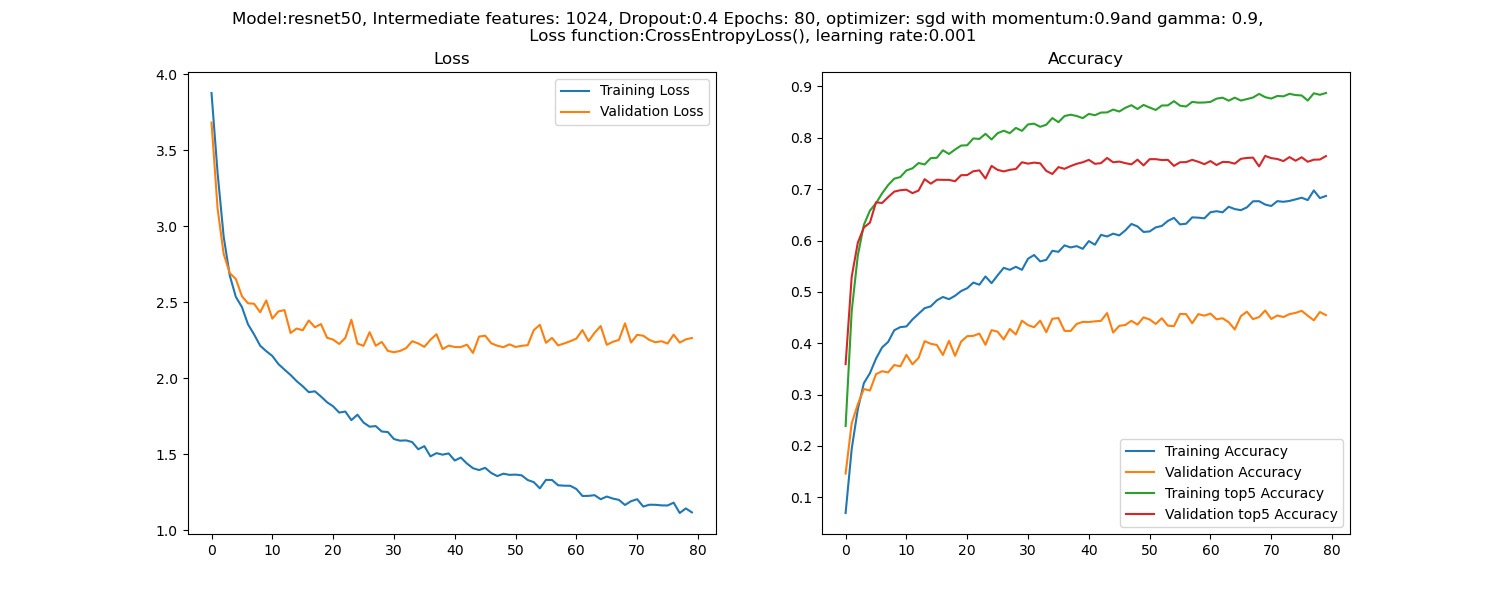 Model:resnet50, Intermediate features: 1024, Dropout:0.4 Epochs: 80, optimizer: sgd with momentum:0.9and gamma: 0.9,
Loss function:CrossEntropyLoss(), learning rate:0.001
Loss
4.0
3.5
3.0
2.5
2.0
1.5
1.0
0 10 20 30 40 50 60 70 80
Training Loss
Validation Loss
Accuracy
0.9
0.8
0.7
0.6
0.5
0.4
0.3
0.2
0.1
0 10 20 30 40 50 60 70 80
Training Accuracy
Validation Accuracy
Training top5 Accuracy
Validation top5 Accuracy